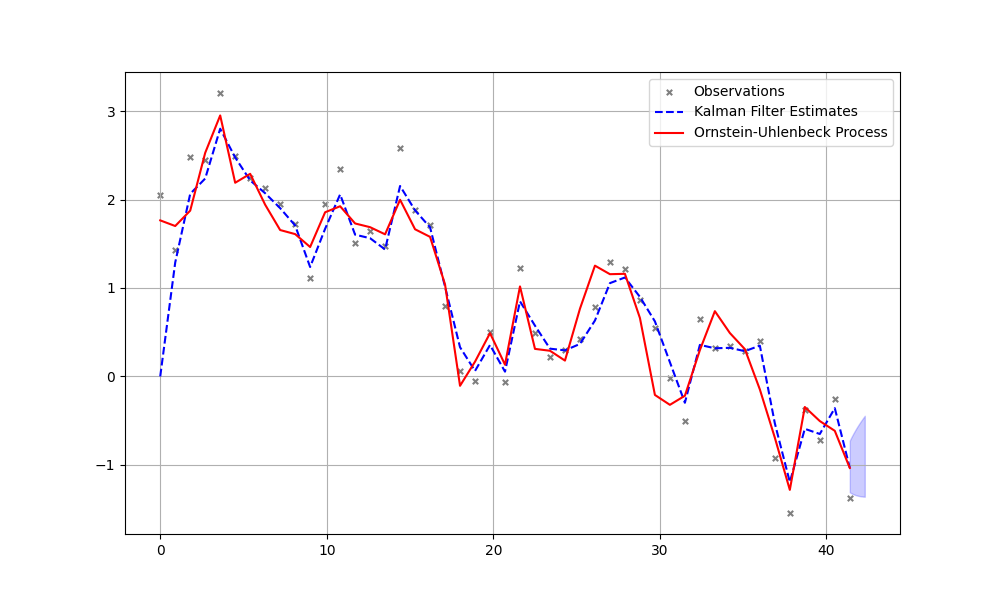 Observations
Kalman Filter Estimates
Ornstein-Uhlenbeck Process
3
2
1
0
−1
0 10 20 30 40